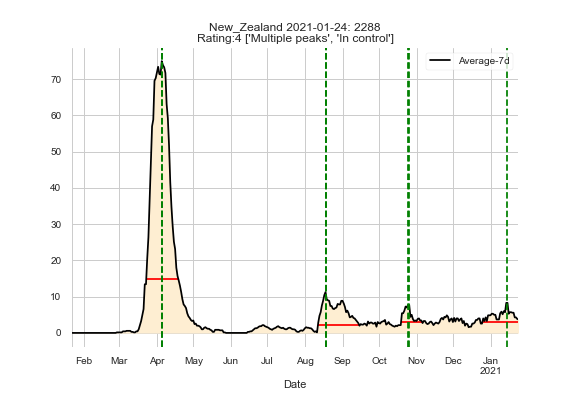 New_Zealand 2021-01-24: 2288
Rating:4 ['Multiple peaks', 'In control']
Average-7d
70
60
50
40
30
20
10
0
Feb Mar Apr May Jun Jul Aug Sep Oct Nov Dec Jan
2021
Date